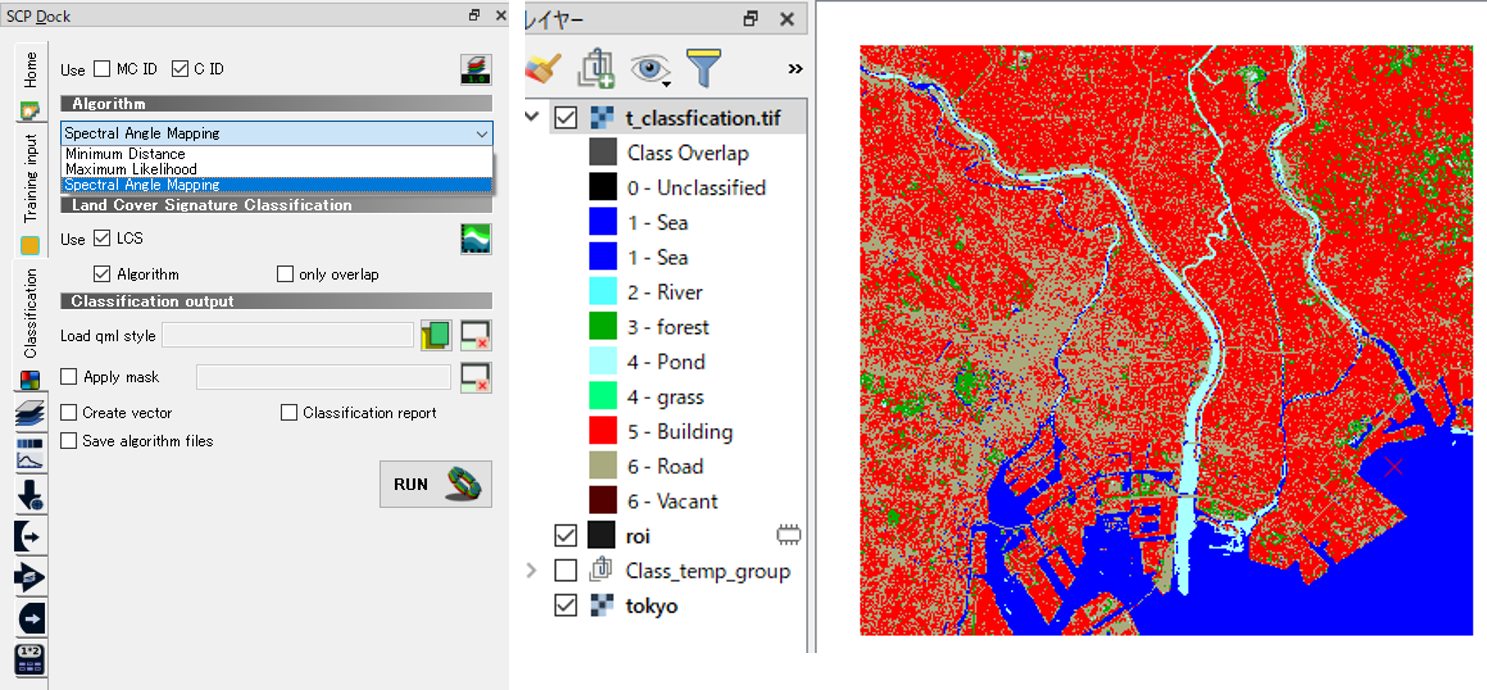 SCP Dock
Home
Training input
Classification
Use MC ID C ID
Algorithm
Spectral Angle Mapping
Minimum Distance
Maximum Likelihood
Spectral Angle Mapping
Land Cover Signature Classification
Use LCS
Algorithm only overlap
Classification output
Load qml style
Apply mask
Create vector Classification report
Save algorithm files
RUN
レイヤー
t_classfication.tif
Class Overlap
0 - Unclassified
1 - Sea
1 - Sea
2 - River
3 - forest
4 - Pond
4 - grass
5 - Building
6 - Road
6 - Vacant
roi
Class_temp_group
tokyo